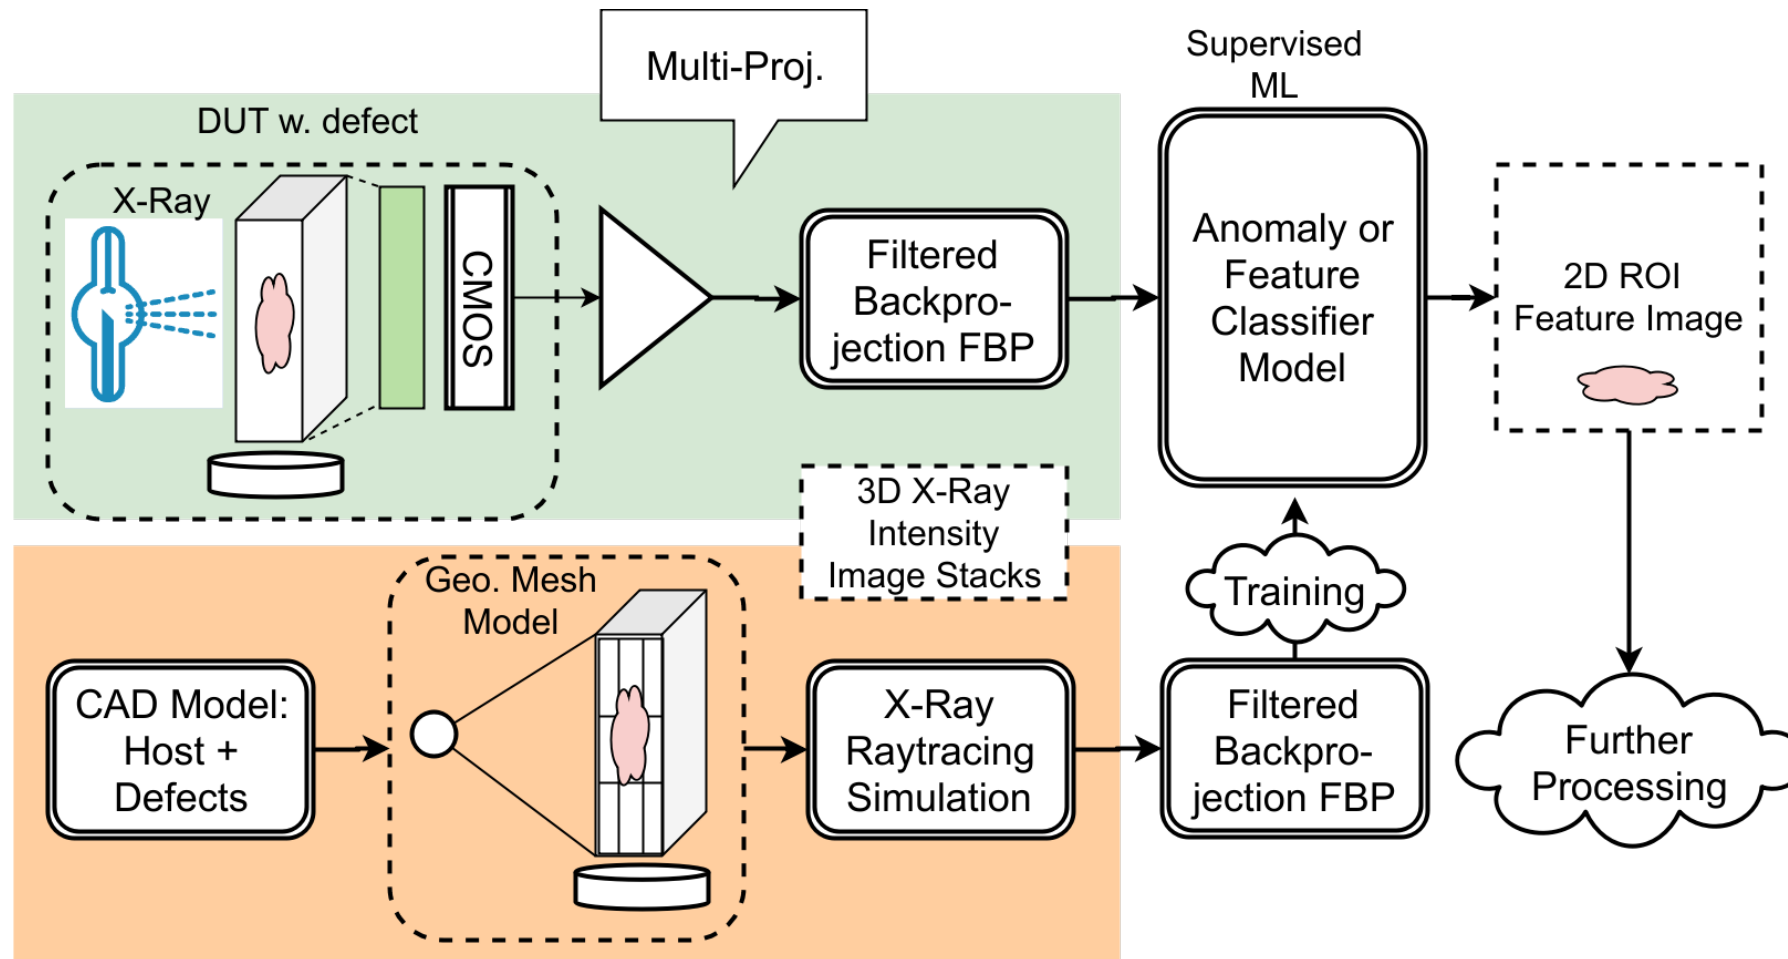 Multi-Proj.
Supervised
ML
DUT w. defect
X-Ray
CMOS
Filtered
Backpro-
jection FBP
Anomaly or
Feature
Classifier
Model
2D ROI
Feature Image
3D X-Ray
Intensity
Image Stacks
Geo. Mesh
Model
Training
CAD Model:
Host +
Defects
X-Ray
Raytracing
Simulation
Filtered
Backpro-
jection FBP
Further
Processing